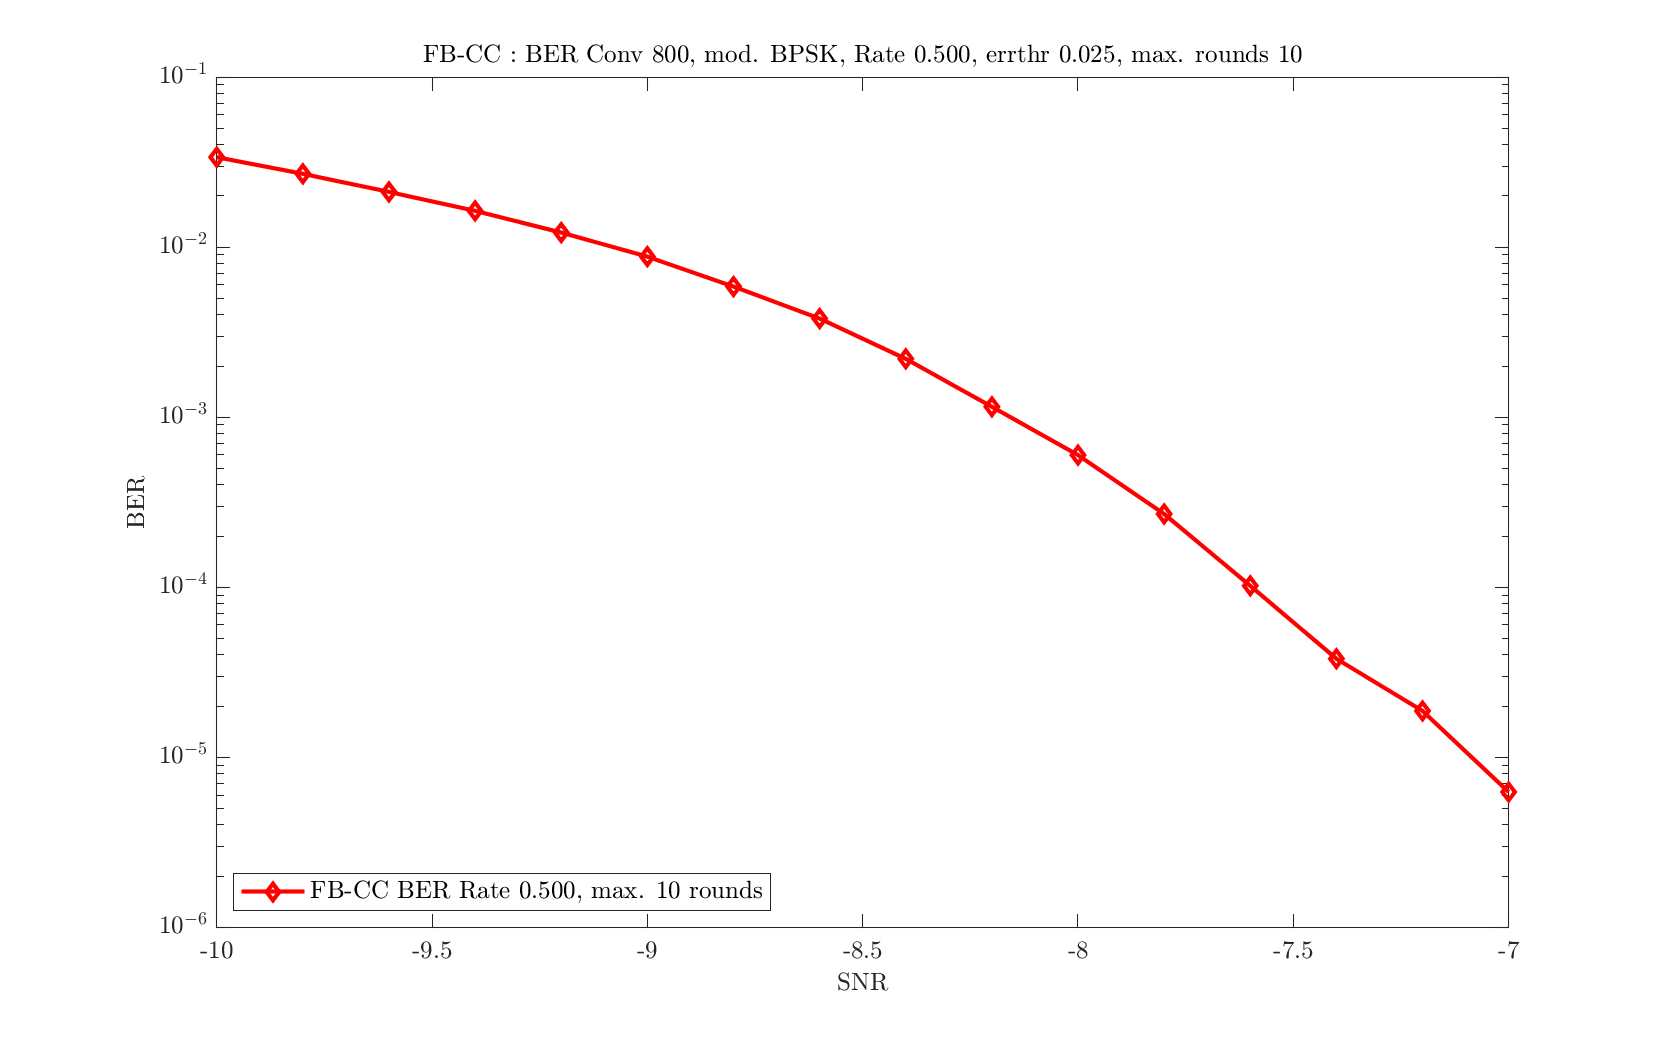 FB-CC : BER Conv 800, mod. BPSK, Rate 0.500, errthr 0.025, max. rounds 10
10⁻¹
10⁻²
10⁻³
BER
10⁻⁴
10⁻⁵
FB-CC BER Rate 0.500, max. 10 rounds
10⁻⁶
-10 -9.5 -9 -8.5 -8 -7.5 -7
SNR